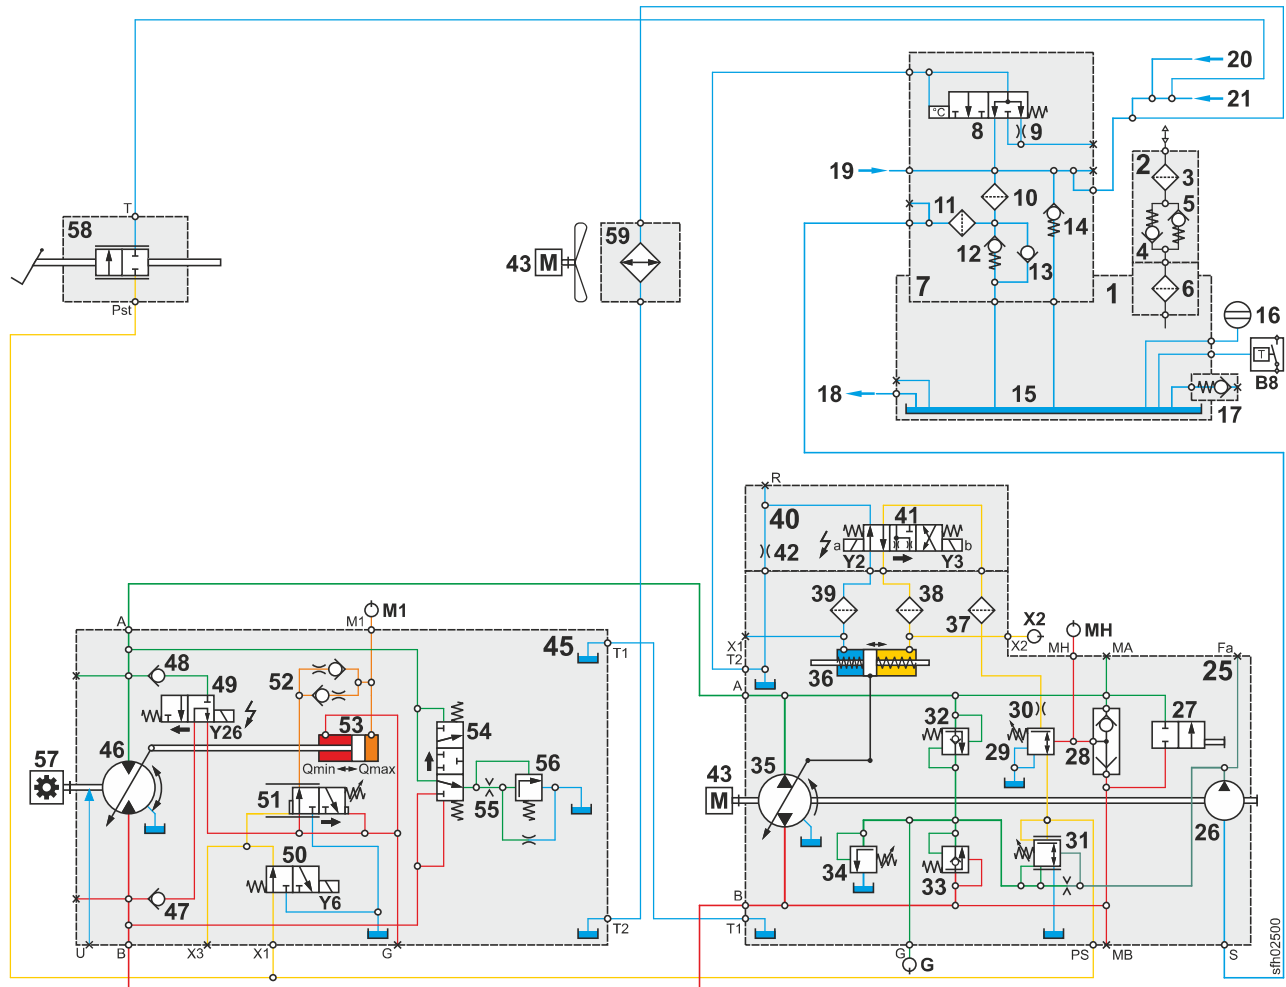 20
21
°C
8
9
2
3
19
10
5
T
11
58
59
14
4
12
43
M
13
7
1
6
Pst
16
T
B8
18
15
17
R
40
41
42
a
b
Y2
Y3
39
38
37
X2
A
M1
M1
45
T1
X1
T2
X2
MH
MH
MA
Fa
25
48
49
52
36
A
Y26
53
54
32
30
27
57
46
Qmin
Qmax
56
29
28
43
35
51
55
M
26
50
34
33
31
47
Y6
B
T1
T2
U
B
X3
X1
G
G
G
PS
MB
S
sfh02500